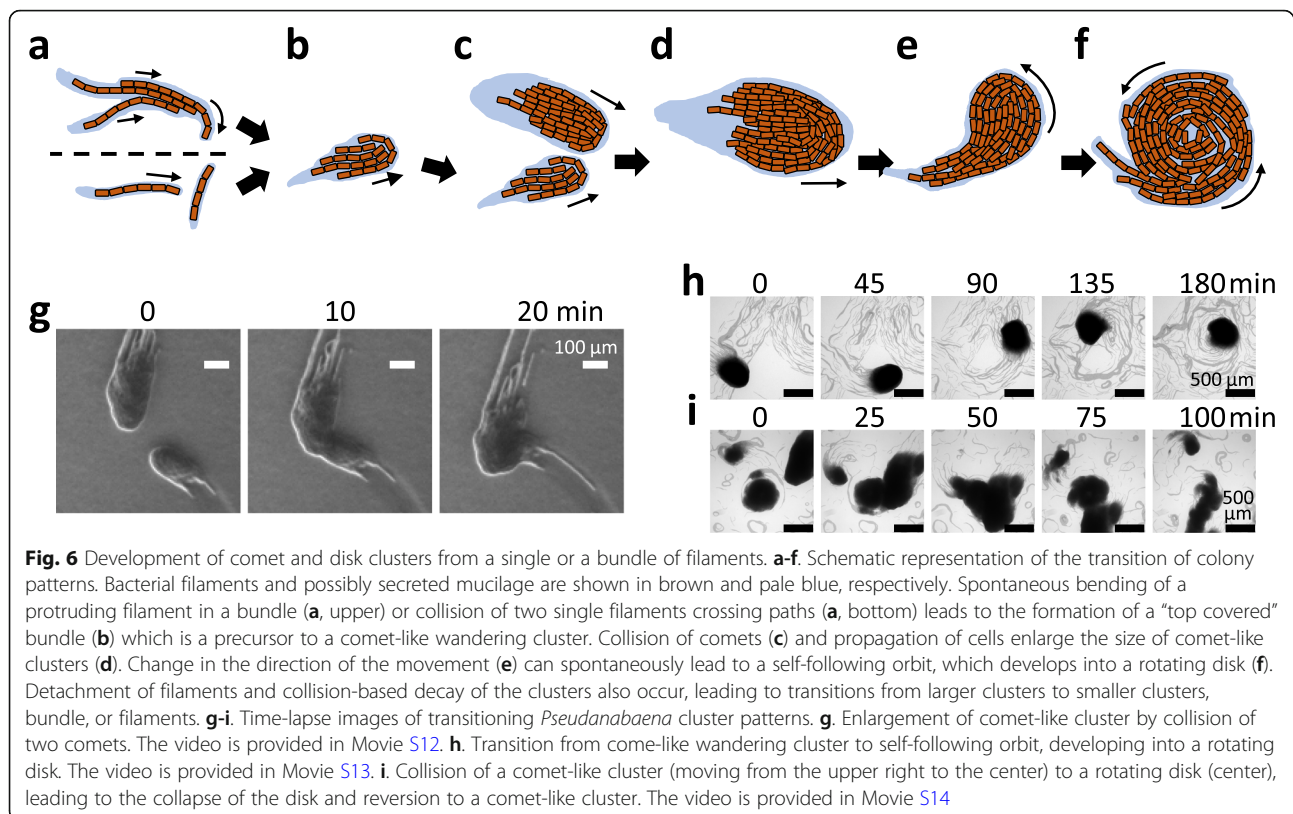 a b c d e f
g 0 10 20 min
100 µm
h 0 45 90 135 180 min
500 µm
i 0 25 50 75 100 min
500
µm
Fig. 6 Development of comet and disk clusters from a single or a bundle of filaments. a-f. Schematic representation of the transition of colony
patterns. Bacterial filaments and possibly secreted mucilage are shown in brown and pale blue, respectively. Spontaneous bending of a
protruding filament in a bundle (a, upper) or collision of two single filaments crossing paths (a, bottom) leads to the formation of a “top covered”
bundle (b) which is a precursor to a comet-like wandering cluster. Collision of comets (c) and propagation of cells enlarge the size of comet-like
clusters (d). Change in the direction of the movement (e) can spontaneously lead to a self-following orbit, which develops into a rotating disk (f).
Detachment of filaments and collision-based decay of the clusters also occur, leading to transitions from larger clusters to smaller clusters,
bundle, or filaments. g-i. Time-lapse images of transitioning Pseudanabaena cluster patterns. g. Enlargement of comet-like cluster by collision of
two comets. The video is provided in Movie S12. h. Transition from come-like wandering cluster to self-following orbit, developing into a rotating
disk. The video is provided in Movie S13. i. Collision of a comet-like cluster (moving from the upper right to the center) to a rotating disk (center),
leading to the collapse of the disk and reversion to a comet-like cluster. The video is provided in Movie S14